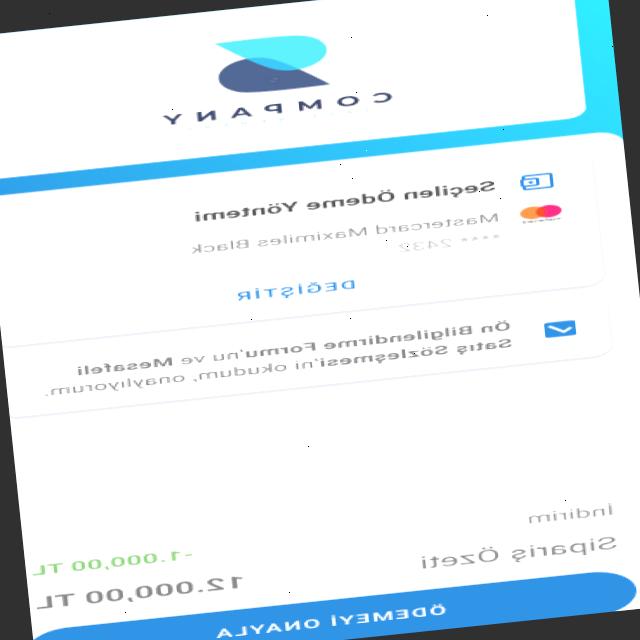 COMPANY
Seçilen Ödeme Yöntemi
Mastercard Maximiles Black
**** 2432
DEĞİŞTİR
Ön Bilgilendirme Formu'nu ve Mesafeli
Satış Sözleşmesi'ni okudum, onaylıyorum.
İndirim -1.000,00 TL
Sipariş Özeti 12.000,00 TL
ÖDEMEYİ ONAYLA